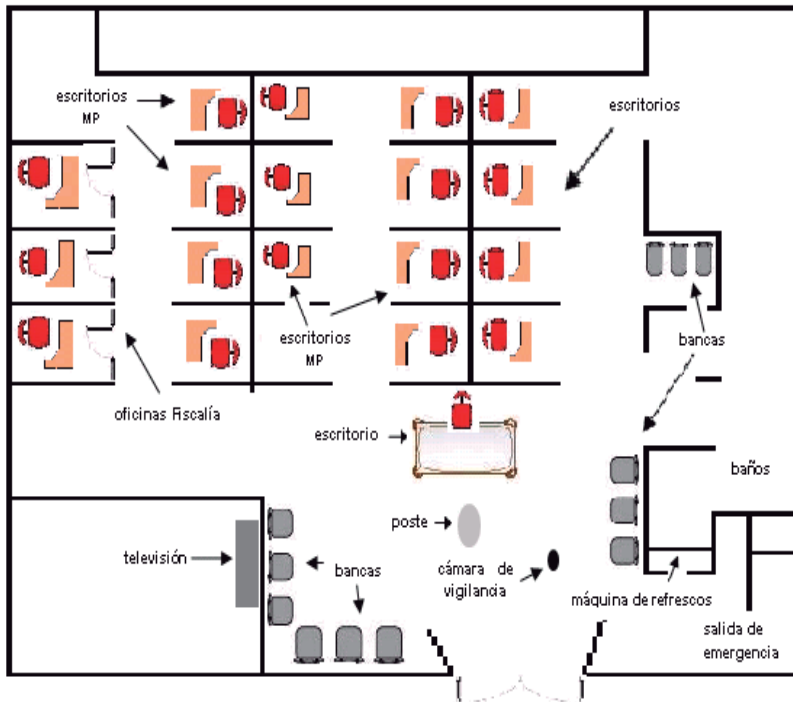 escritorios
MP
escritorios
bancas
escritorios
MP
oficinas Fiscalía
escritorio
baños
poste
televisión
bancas
cámara de
vigilancia
máquina de refrescos
salida de
emergencia